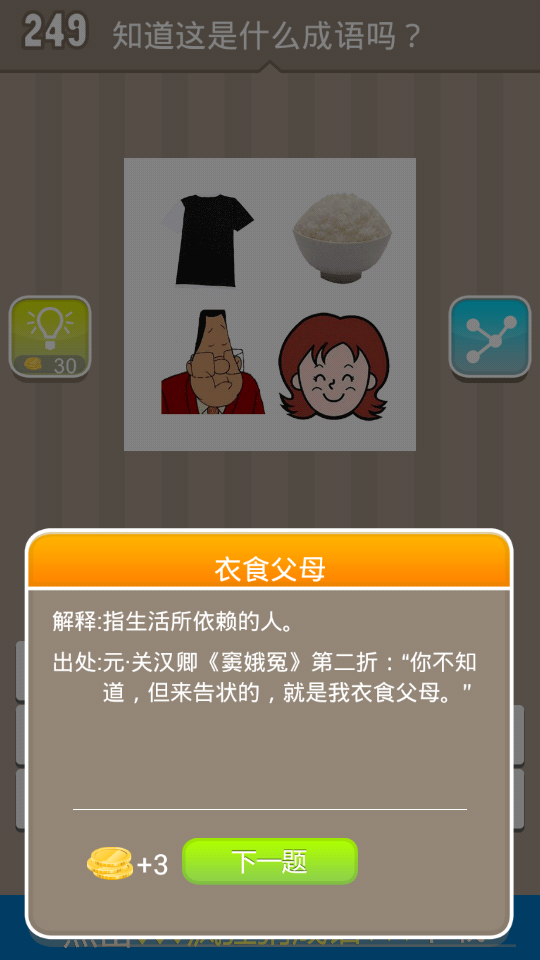 249
知道这是什么成语吗？
30
衣食父母
解释:指生活所依赖的人。
出处:元·关汉卿《窦娥冤》第二折：“你不知
道，但来告状的，就是我衣食父母。”
+3
下一题